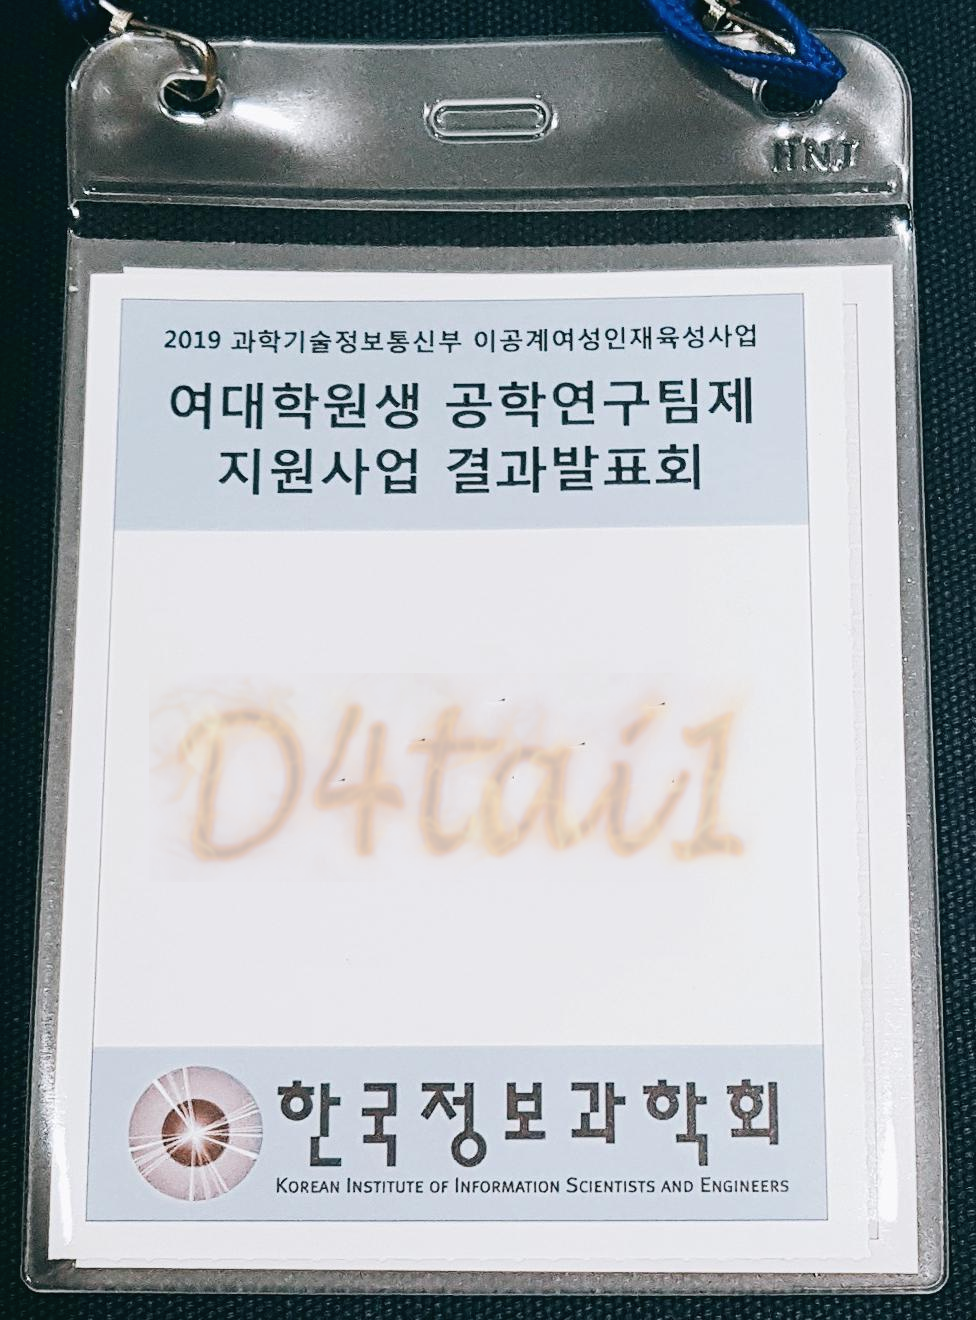 HNJ
2019 과학기술정보통신부 이공계여성인재육성사업
여대학원생 공학연구팀제
지원사업 결과발표회
D4tai1
한국정보과학회
KOREAN INSTITUTE OF INFORMATION SCIENTISTS AND ENGINEERS